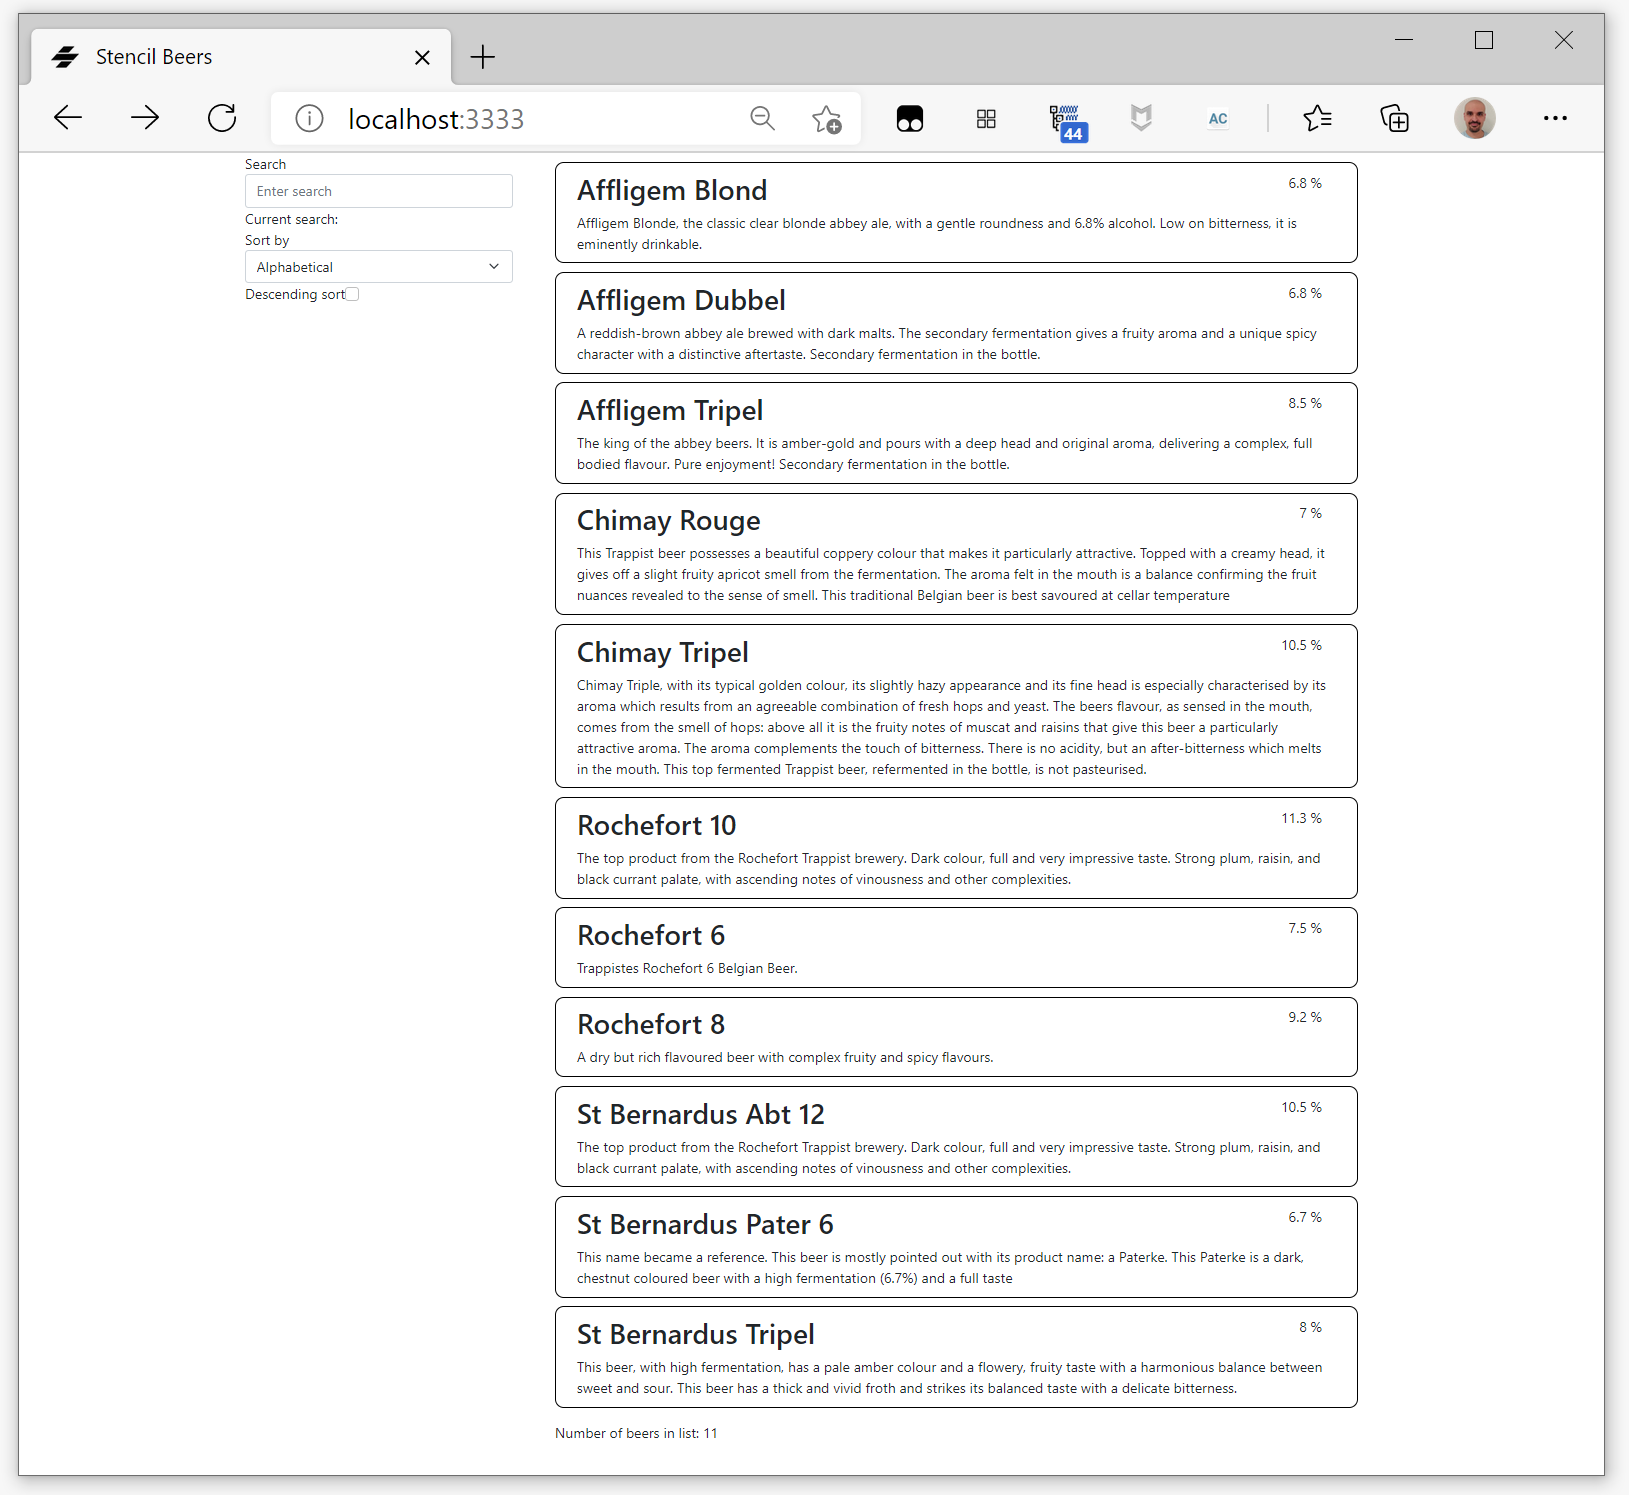 Stencil Beers
localhost:3333
44
AC
Search
Enter search
Current search:
Sort by
Alphabetical
Descending sort
Affligem Blond
6.8 %
Affligem Blonde, the classic clear blonde abbey ale, with a gentle roundness and 6.8% alcohol. Low on bitterness, it is
eminently drinkable.
Affligem Dubbel
6.8 %
A reddish-brown abbey ale brewed with dark malts. The secondary fermentation gives a fruity aroma and a unique spicy
character with a distinctive aftertaste. Secondary fermentation in the bottle.
Affligem Tripel
8.5 %
The king of the abbey beers. It is amber-gold and pours with a deep head and original aroma, delivering a complex, full
bodied flavour. Pure enjoyment! Secondary fermentation in the bottle.
Chimay Rouge
7 %
This Trappist beer possesses a beautiful coppery colour that makes it particularly attractive. Topped with a creamy head, it
gives off a slight fruity apricot smell from the fermentation. The aroma felt in the mouth is a balance confirming the fruit
nuances revealed to the sense of smell. This traditional Belgian beer is best savoured at cellar temperature
Chimay Tripel
10.5 %
Chimay Triple, with its typical golden colour, its slightly hazy appearance and its fine head is especially characterised by its
aroma which results from an agreeable combination of fresh hops and yeast. The beers flavour, as sensed in the mouth,
comes from the smell of hops: above all it is the fruity notes of muscat and raisins that give this beer a particularly
attractive aroma. The aroma complements the touch of bitterness. There is no acidity, but an after-bitterness which melts
in the mouth. This top fermented Trappist beer, refermented in the bottle, is not pasteurised.
Rochefort 10
11.3 %
The top product from the Rochefort Trappist brewery. Dark colour, full and very impressive taste. Strong plum, raisin, and
black currant palate, with ascending notes of vinousness and other complexities.
Rochefort 6
7.5 %
Trappistes Rochefort 6 Belgian Beer.
Rochefort 8
9.2 %
A dry but rich flavoured beer with complex fruity and spicy flavours.
St Bernardus Abt 12
10.5 %
The top product from the Rochefort Trappist brewery. Dark colour, full and very impressive taste. Strong plum, raisin, and
black currant palate, with ascending notes of vinousness and other complexities.
St Bernardus Pater 6
6.7 %
This name became a reference. This beer is mostly pointed out with its product name: a Paterke. This Paterke is a dark,
chestnut coloured beer with a high fermentation (6.7%) and a full taste
St Bernardus Tripel
8 %
This beer, with high fermentation, has a pale amber colour and a flowery, fruity taste with a harmonious balance between
sweet and sour. This beer has a thick and vivid froth and strikes its balanced taste with a delicate bitterness.
Number of beers in list: 11